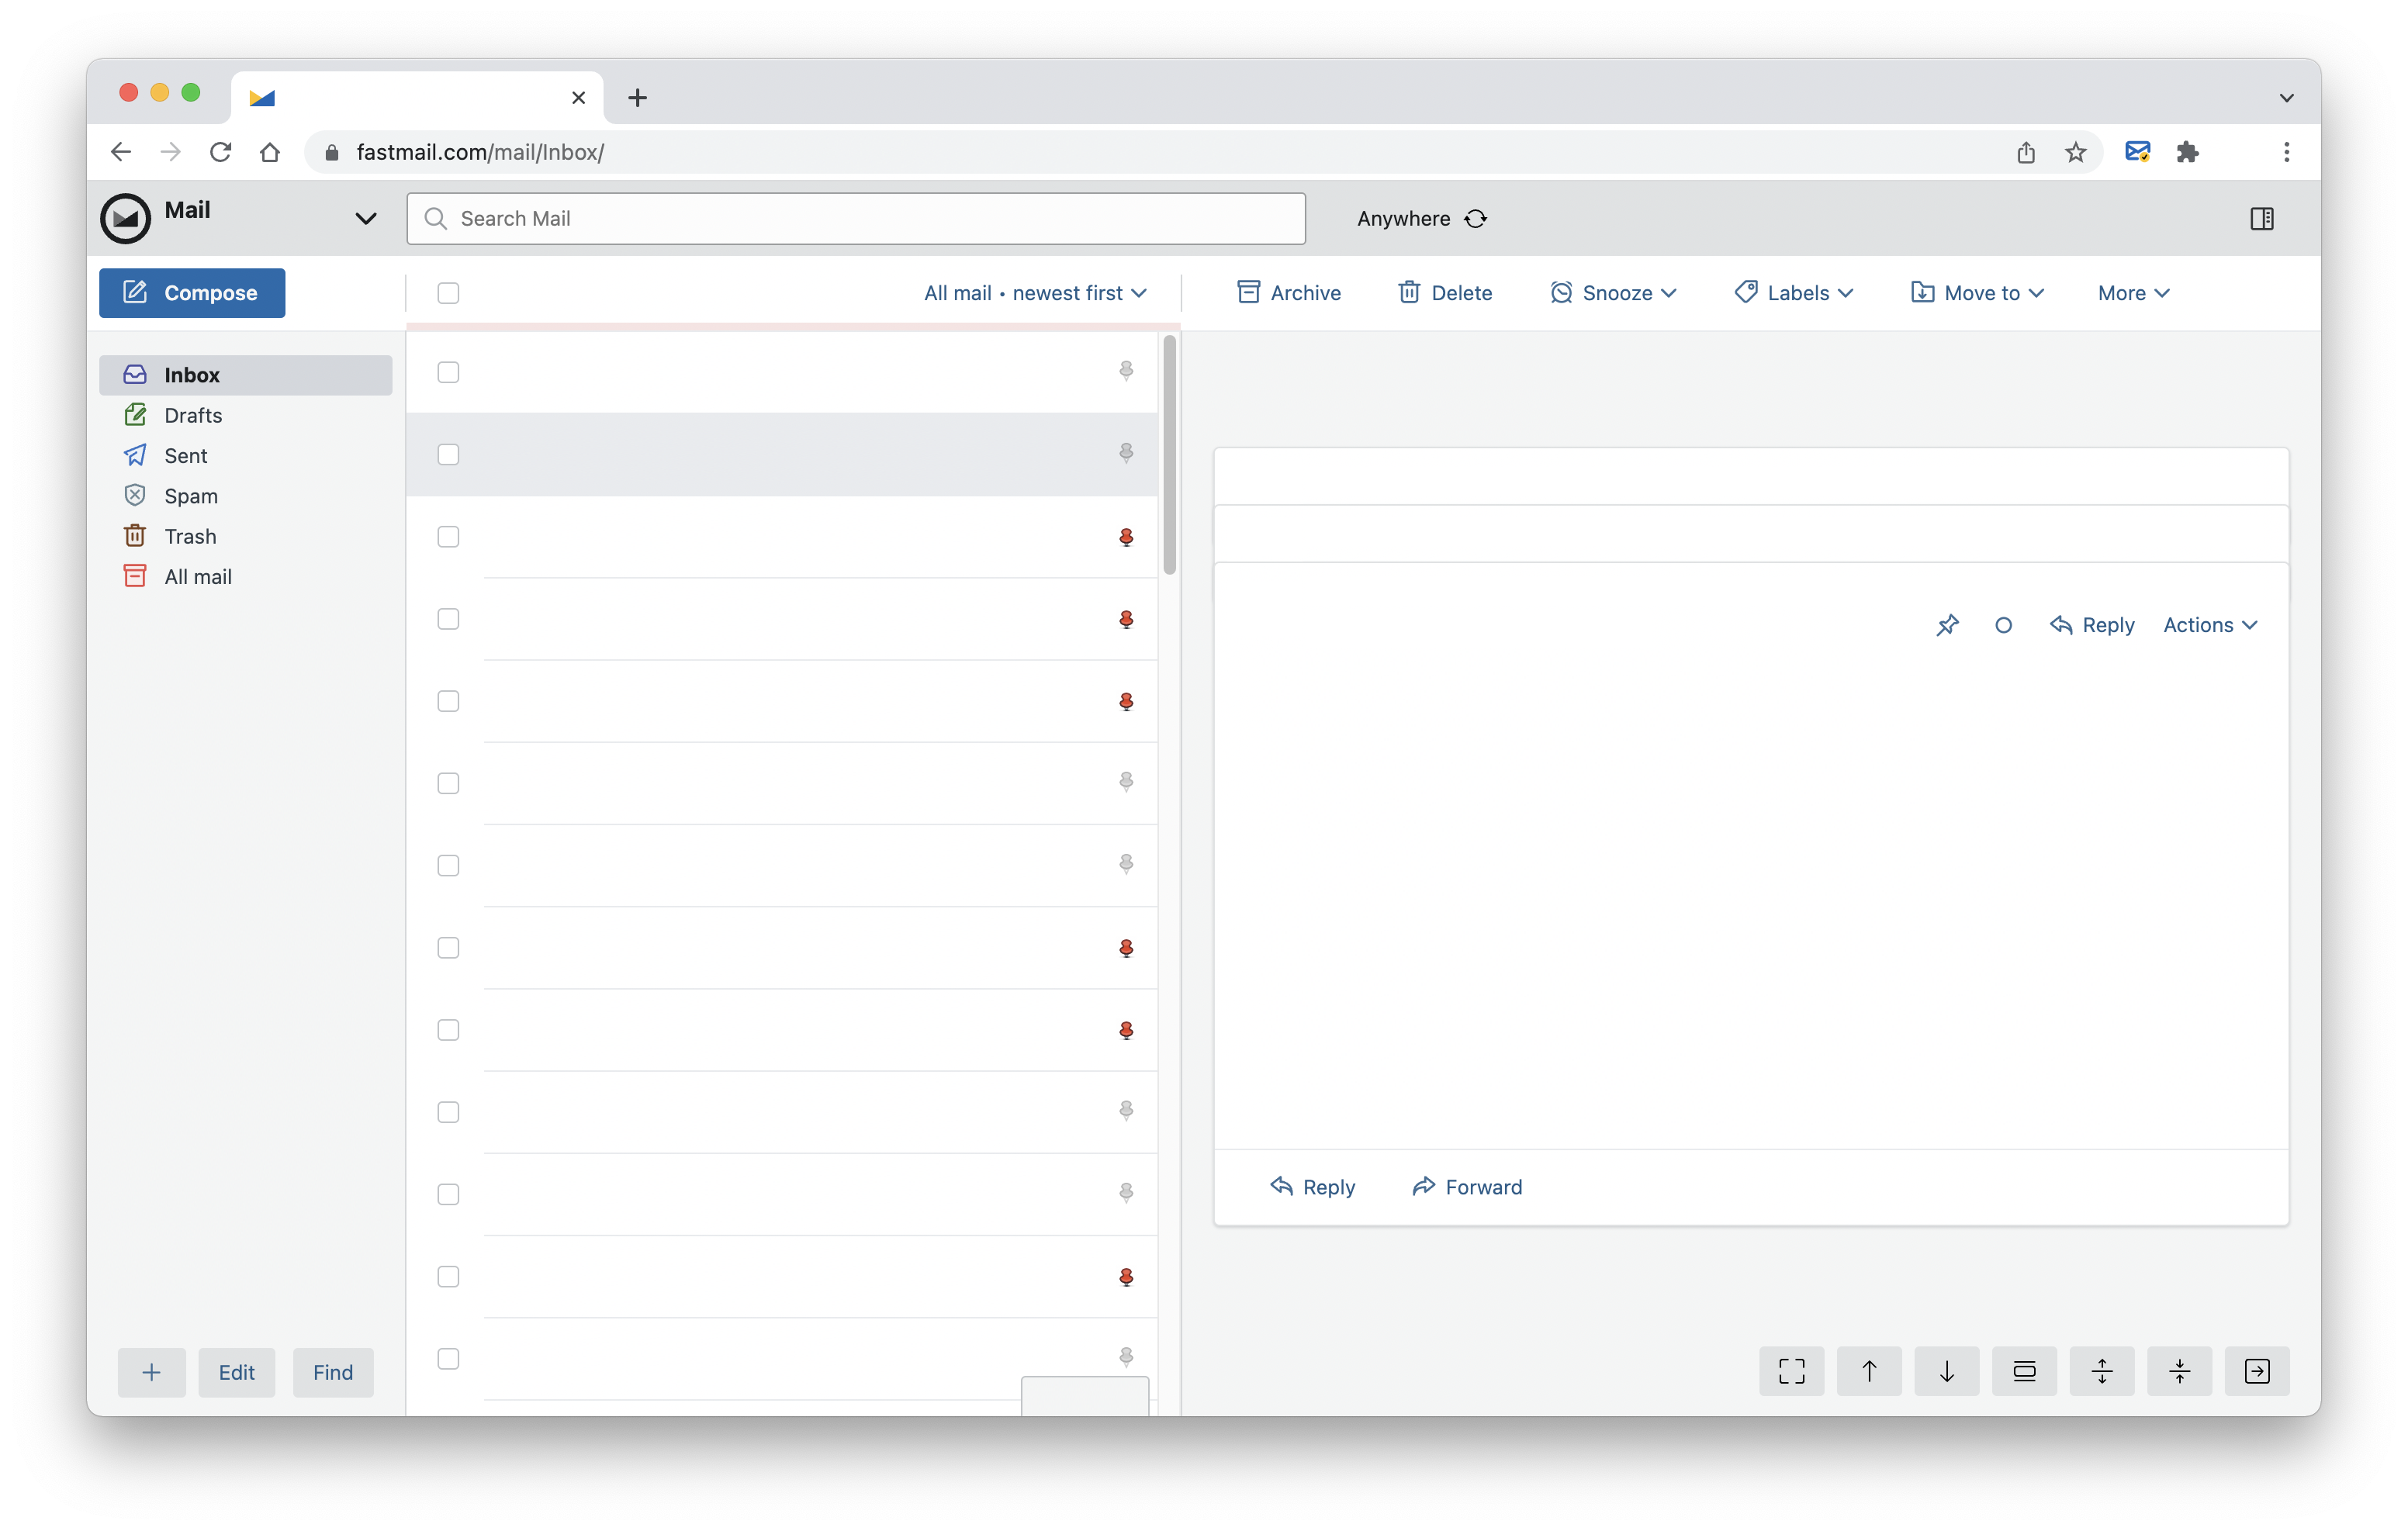 fastmail.com/mail/Inbox/
Mail
Search Mail
Anywhere
Compose
All mail • newest first
Archive
Delete
Snooze
Labels
Move to
More
Inbox
Drafts
Sent
Spam
Trash
All mail
Reply
Actions
Reply
Forward
Edit
Find